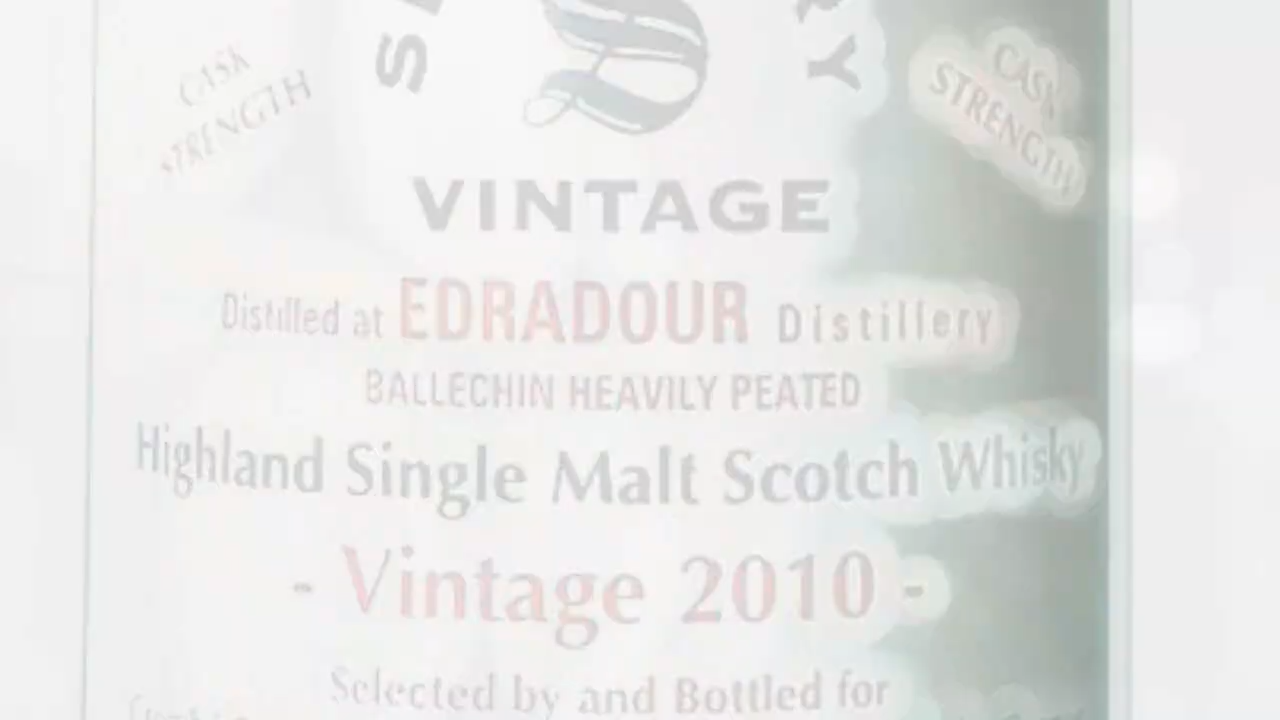 CASK
STRENGTH
CASK
STRENGTH
VINTAGE
Distilled at EDRADOUR Distillery
BALLECHIN HEAVILY PEATED
Highland Single Malt Scotch Whisky
- Vintage 2010 -
Selected by and Bottled for